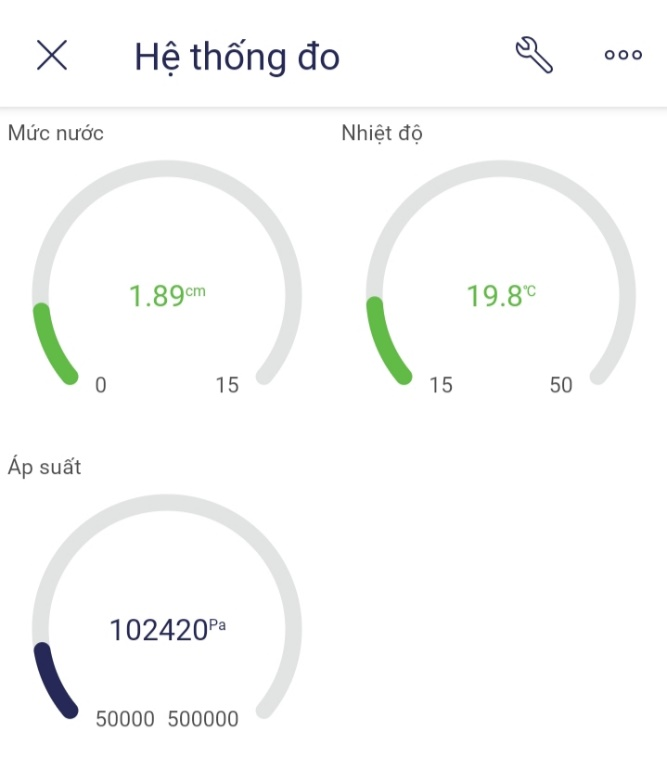 Hệ thống đo
Mức nước
Nhiệt độ
1.89cm
19.8℃
0 15
15 50
Áp suất
102420Pa
50000 500000